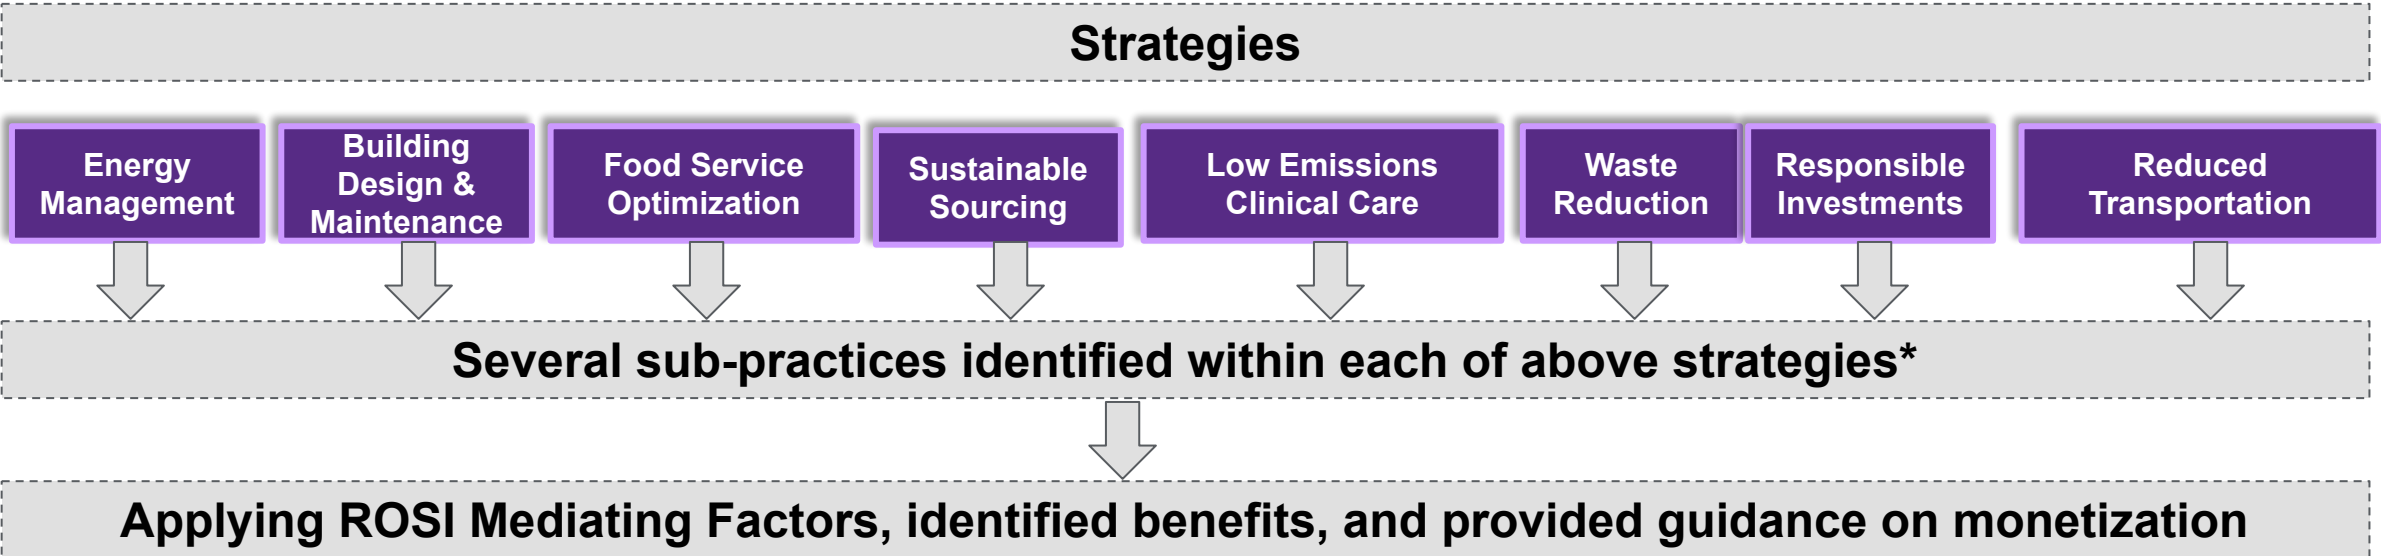 Strategies
Energy
Management
Building
Design &
Maintenance
Food Service
Optimization
Sustainable
Sourcing
Low Emissions
Clinical Care
Waste
Reduction
Responsible
Investments
Reduced
Transportation
Several sub-practices identified within each of above strategies*
Applying ROSI Mediating Factors, identified benefits, and provided guidance on monetization